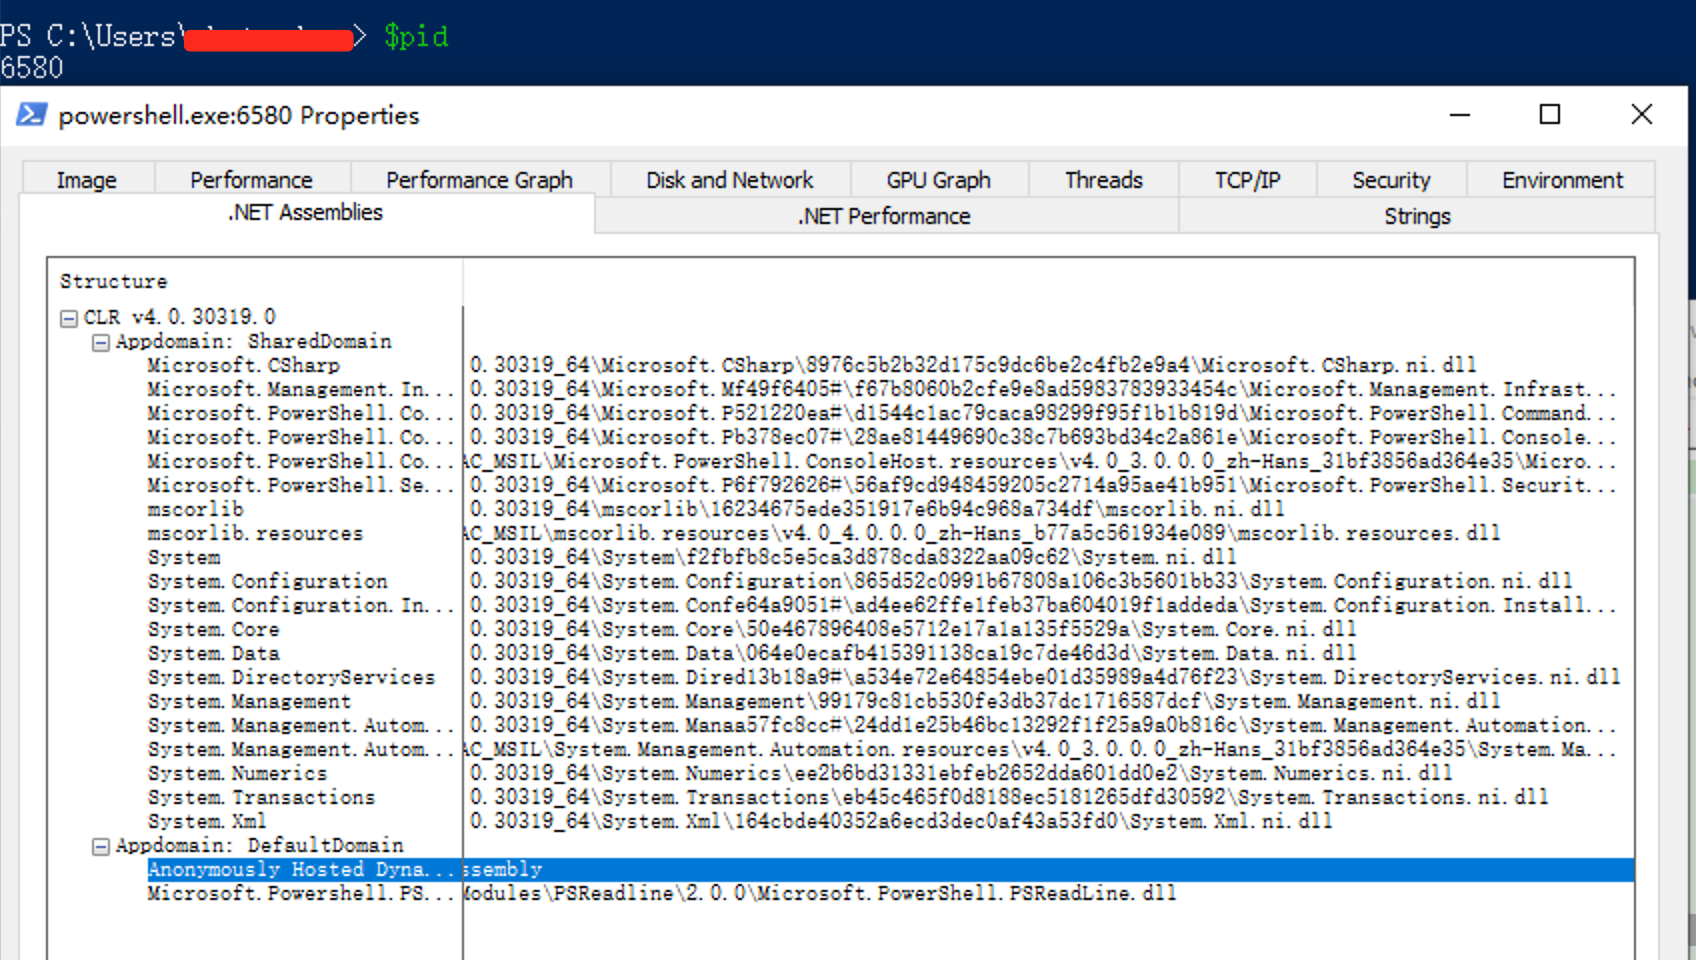 PS C:\Users\ > $pid
6580
powershell.exe:6580 Properties
Image Performance Performance Graph Disk and Network GPU Graph Threads TCP/IP Security Environment
.NET Assemblies .NET Performance Strings
Structure
CLR v4.0.30319.0
Appdomain: SharedDomain
Microsoft.CSharp 0.30319_64\Microsoft.CSharp\8976c5b2b32d175c9dc6be2c4fb2e9a4\Microsoft.CSharp.ni.dll
Microsoft.Management.In... 0.30319_64\Microsoft.Mf49f6405#\f67b8060b2cfe9e8ad5983783933454c\Microsoft.Management.Infrast...
Microsoft.PowerShell.Co... 0.30319_64\Microsoft.P521220ea#\d1544c1ac79caca98299f95f1b1b819d\Microsoft.PowerShell.Command...
Microsoft.PowerShell.Co... 0.30319_64\Microsoft.Pb378ec07#\28ae81449690c38c7b693bd34c2a861e\Microsoft.PowerShell.Console...
Microsoft.PowerShell.Co... AC_MSIL\Microsoft.PowerShell.ConsoleHost.resources\v4.0_3.0.0.0_zh-Hans_31bf3856ad364e35\Micro...
Microsoft.PowerShell.Se... 0.30319_64\Microsoft.P6f792626#\56af9cd948459205c2714a95ae41b951\Microsoft.PowerShell.Securit...
mscorlib 0.30319_64\mscorlib\16234675ede351917e6b94c968a734df\mscorlib.ni.dll
mscorlib.resources AC_MSIL\mscorlib.resources\v4.0_4.0.0.0_zh-Hans_b77a5c561934e089\mscorlib.resources.dll
System 0.30319_64\System\f2fbfb8c5e5ca3d878cda8322aa09c62\System.ni.dll
System.Configuration 0.30319_64\System.Configuration\865d52c0991b67808a106c3b5601bb33\System.Configuration.ni.dll
System.Configuration.In... 0.30319_64\System.Confe64a9051#\ad4ee62ffe1feb37ba604019f1addeda\System.Configuration.Install...
System.Core 0.30319_64\System.Core\50e467896408e5712e17a1a135f5529a\System.Core.ni.dll
System.Data 0.30319_64\System.Data\064e0ecafb415391138ca19c7de46d3d\System.Data.ni.dll
System.DirectoryServices 0.30319_64\System.Dired13b18a9#\a534e72e64854ebe01d35989a4d76f23\System.DirectoryServices.ni.dll
System.Management 0.30319_64\System.Management\99179c81cb530fe3db37dc1716587dcf\System.Management.ni.dll
System.Management.Autom... 0.30319_64\System.Manaa57fc8cc#\24dd1e25b46bc13292f1f25a9a0b816c\System.Management.Automation...
System.Management.Autom... AC_MSIL\System.Management.Automation.resources\v4.0_3.0.0.0_zh-Hans_31bf3856ad364e35\System.Ma...
System.Numerics 0.30319_64\System.Numerics\ee2b6bd31331ebfeb2652dda601dd0e2\System.Numerics.ni.dll
System.Transactions 0.30319_64\System.Transactions\eb45c465f0d8188ec5181265dfd30592\System.Transactions.ni.dll
System.Xml 0.30319_64\System.Xml\164cbde40352a6ecd3dec0af43a53fd0\System.Xml.ni.dll
Appdomain: DefaultDomain
Anonymously Hosted Dyna... ssembly
Microsoft.Powershell.PS... Modules\PSReadline\2.0.0\Microsoft.PowerShell.PSReadLine.dll